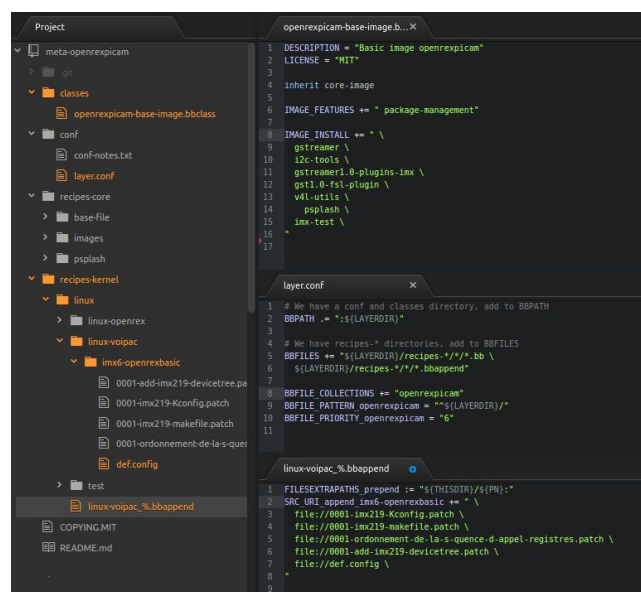 Project
meta-openrexpicam
.git
classes
openrexpicam-base-image.bbclass
conf
conf-notes.txt
layer.conf
recipes-core
base-file
images
psplash
recipes-kernel
linux
linux-openrex
linux-voipac
imx6-openrexbasic
0001-add-imx219-devicetree.pa
0001-imx219-Kconfig.patch
0001-imx219-makefile.patch
0001-ordonnement-de-la-s-quer
def.config
test
linux-voipac_%.bbappend
COPYING.MIT
README.md
openrexpicam-base-image.b...
1 DESCRIPTION = "Basic image openrexpicam"
2 LICENSE = "MIT"
3
4 inherit core-image
5
6 IMAGE_FEATURES += " package-management"
7
8 IMAGE_INSTALL += " \
9 gstreamer \
10 i2c-tools \
11 gstreamer1.0-plugins-imx \
12 gst1.0-fsl-plugin \
13 v4l-utils \
14 psplash \
15 imx-test \
16 "
17
layer.conf
1 # We have a conf and classes directory, add to BBPATH
2 BBPATH .= ":${LAYERDIR}"
3
4 # We have recipes-* directories, add to BBFILES
5 BBFILES += "${LAYERDIR}/recipes-*/*/*.bb \
6 ${LAYERDIR}/recipes-*/*/*.bbappend"
7
8 BBFILE_COLLECTIONS += "openrexpicam"
9 BBFILE_PATTERN_openrexpicam = "^${LAYERDIR}/"
10 BBFILE_PRIORITY_openrexpicam = "6"
11
linux-voipac_%.bbappend
1 FILESEXTRAPATHS_prepend := "${THISDIR}/${PN}:"
2 SRC_URI_append_imx6-openrexbasic += " \
3 file://0001-imx219-Kconfig.patch \
4 file://0001-imx219-makefile.patch \
5 file://0001-ordonnement-de-la-s-quence-d-appel-registres.patch \
6 file://0001-add-imx219-devicetree.patch \
7 file://def.config \
8 "
9